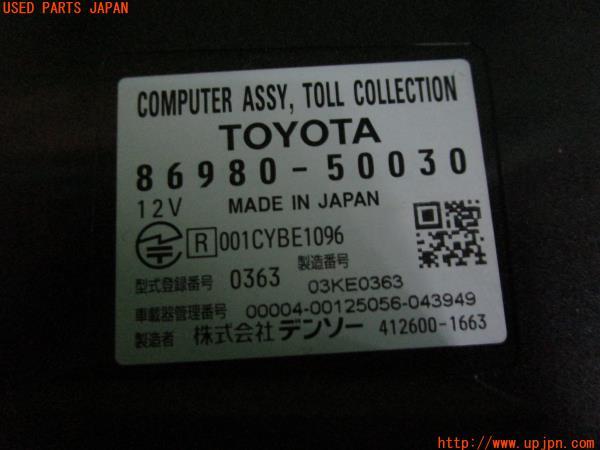 USED PARTS JAPAN
COMPUTER ASSY, TOLL COLLECTION
TOYOTA
86980-50030
12V MADE IN JAPAN
R 001CYBE1096
型式登録番号 0363 製造番号 03KE0363
車載器管理番号 00004-00125056-043949
製造者 株式会社デンソー 412600-1663
http://www.upjpn.com